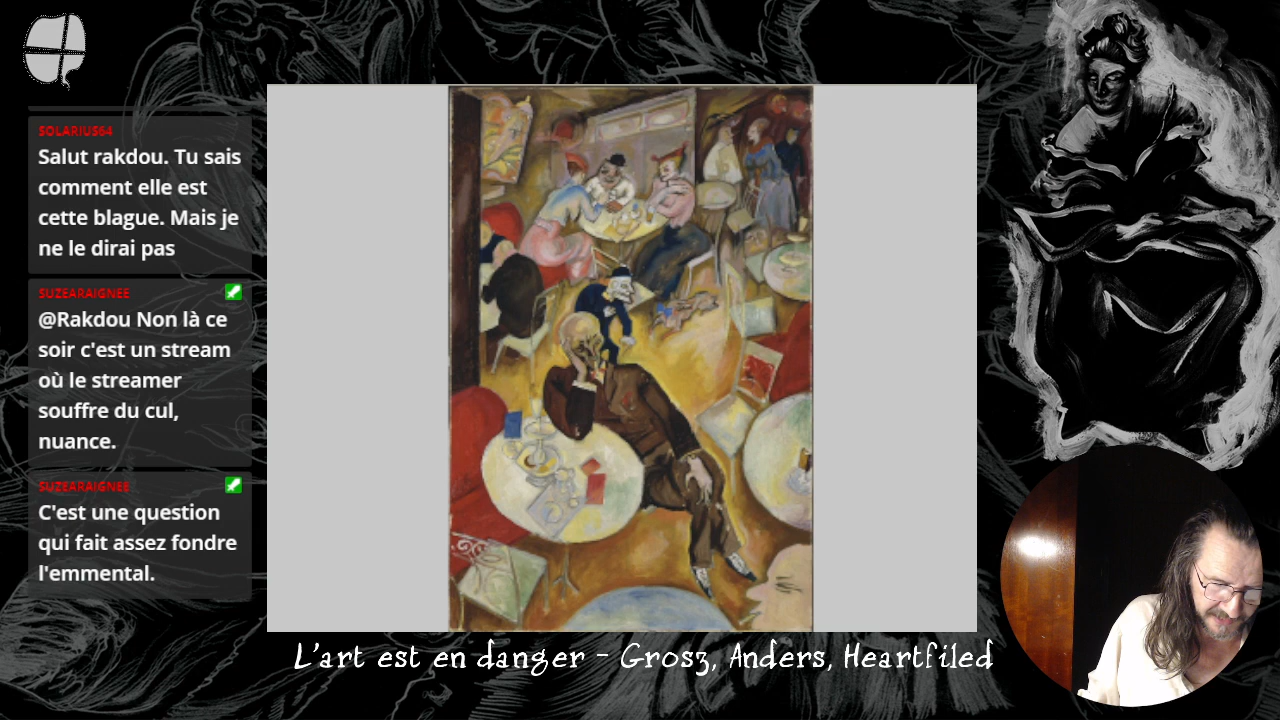 SOLARIUS64
Salut rakdou. Tu sais
comment elle est
cette blague. Mais je
ne le dirai pas
SUZEARAIGNEE
@Rakdou Non là ce
soir c'est un stream
où le streamer
souffre du cul,
nuance.
SUZEARAIGNEE
C'est une question
qui fait assez fondre
l'emmental.
L'art est en danger - Grosz, Anders, Heartfiled